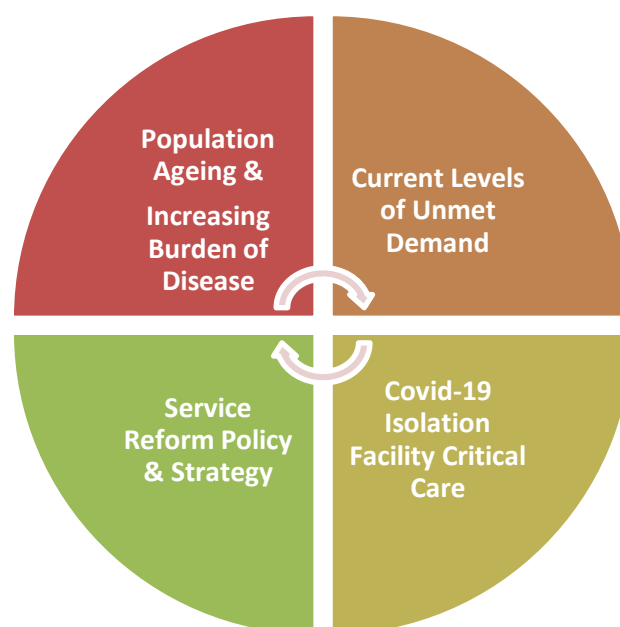 Population
Ageing &
Increasing
Burden of
Disease
Current Levels
of Unmet
Demand
Service
Reform Policy
& Strategy
Covid-19
Isolation
Facility Critical
Care